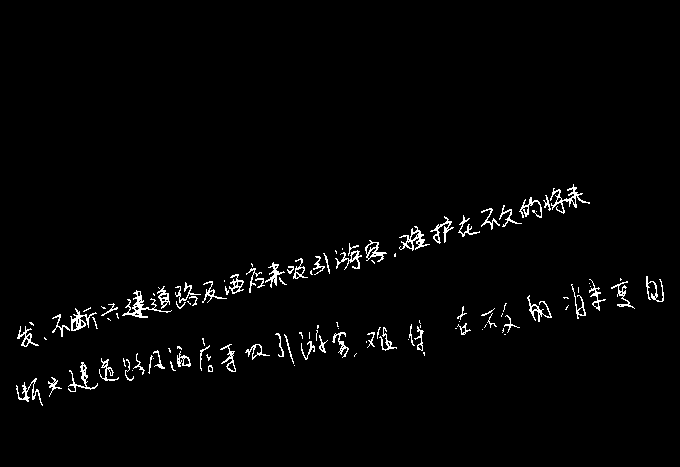 发、不断兴建道路及酒店来吸引游客,难护在不久的将来
断兴建道路及酒店来吸引游客,难保 在不久的将来变自